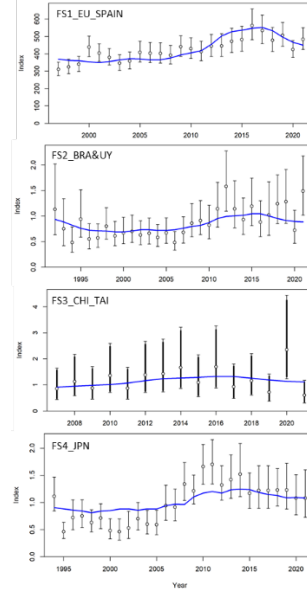 FS1_EU_SPAIN
Index
0 100 200 300 400 500 600
2000 2005 2010 2015 2020
FS2_BRA&UY
Index
0.0 0.5 1.0 1.5 2.0
1995 2000 2005 2010 2015 2020
FS3_CHI_TAI
Index
0 1 2 3 4
2008 2010 2012 2014 2016 2018 2020
FS4_JPN
Index
0.0 0.5 1.0 1.5 2.0
1995 2000 2005 2010 2015 2020
Year